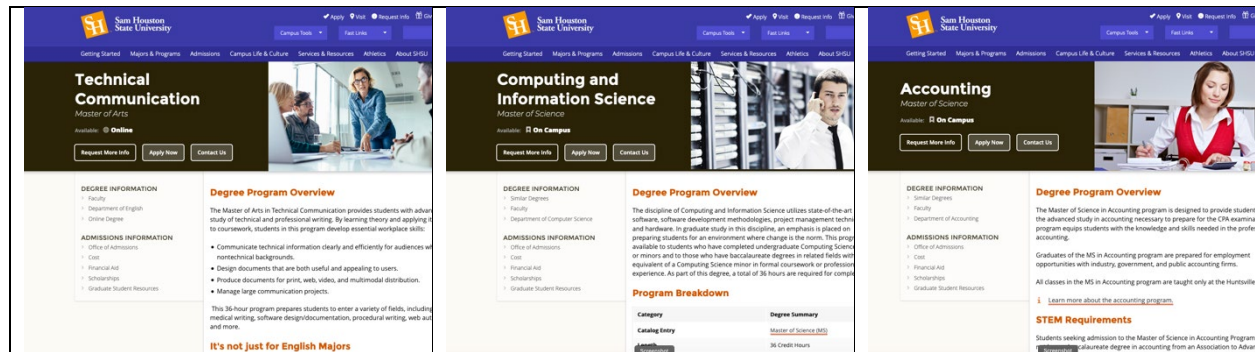 Sam Houston
State University
Apply Visit Request Info
Campus Tools Fast Links
Getting Started Majors & Programs Admissions Campus Life & Culture Services & Resources Athletics About SHSU
Technical
Communication
Master of Arts
Available: Online
Request More Info Apply Now Contact Us
DEGREE INFORMATION
Faculty
Department of English
Online Degree
ADMISSIONS INFORMATION
Office of Admissions
Cost
Financial Aid
Scholarships
Graduate Student Resources
Degree Program Overview
The Master of Arts in Technical Communication provides students with advan
study of technical and professional writing. By learning theory and applying it
to coursework, students in this program develop essential workplace skills:
• Communicate technical information clearly and efficiently for audiences wh
nontechnical backgrounds.
• Design documents that are both useful and appealing to users.
• Produce documents for print, web, video, and multimodal distribution.
• Manage large communication projects.
This 36-hour program prepares students to enter a variety of fields, including
medical writing, software design/documentation, procedural writing, web aut
and more.
It's not just for English Majors
Sam Houston
State University
Apply Visit Request Info
Campus Tools Fast Links
Getting Started Majors & Programs Admissions Campus Life & Culture Services & Resources Athletics About SHSU
Computing and
Information Science
Master of Science
Available: On Campus
Request More Info Apply Now Contact Us
DEGREE INFORMATION
Similar Degrees
Faculty
Department of Computer Science
ADMISSIONS INFORMATION
Office of Admissions
Cost
Financial Aid
Scholarships
Graduate Student Resources
Degree Program Overview
The discipline of Computing and Information Science utilizes state-of-the-art
software, software development methodologies, project management techni
and hardware. In graduate study in this discipline, an emphasis is placed on
preparing students for an environment where change is the norm. This progr
available to students who have completed undergraduate Computing Science
or minors and to those who have baccalaureate degrees in related fields with
equivalent of a Computing Science minor in formal coursework or profession
experience. As part of this degree, a total of 36 hours are required for comple
Program Breakdown
Category Degree Summary
Catalog Entry Master of Science (MS)
36 Credit Hours
Sam Houston
State University
Apply Visit Request Info
Campus Tools Fast Links
Getting Started Majors & Programs Admissions Campus Life & Culture Services & Resources Athletics About SHSU
Accounting
Master of Science
Available: On Campus
Request More Info Apply Now Contact Us
DEGREE INFORMATION
Similar Degrees
Faculty
Department of Accounting
ADMISSIONS INFORMATION
Office of Admissions
Cost
Financial Aid
Scholarships
Graduate Student Resources
Degree Program Overview
The Master of Science in Accounting program is designed to provide student
the advanced study in accounting necessary to prepare for the CPA examina
program equips students with the knowledge and skills needed in the profes
accounting.
Graduates of the MS in Accounting program are prepared for employment
opportunities with industry, government, and public accounting firms.
All classes in the MS in Accounting program are taught only at the Huntsville
Learn more about the accounting program.
STEM Requirements
Students seeking admission to the Master of Science in Accounting Program
calaureate degree in accounting from an Association to Advan